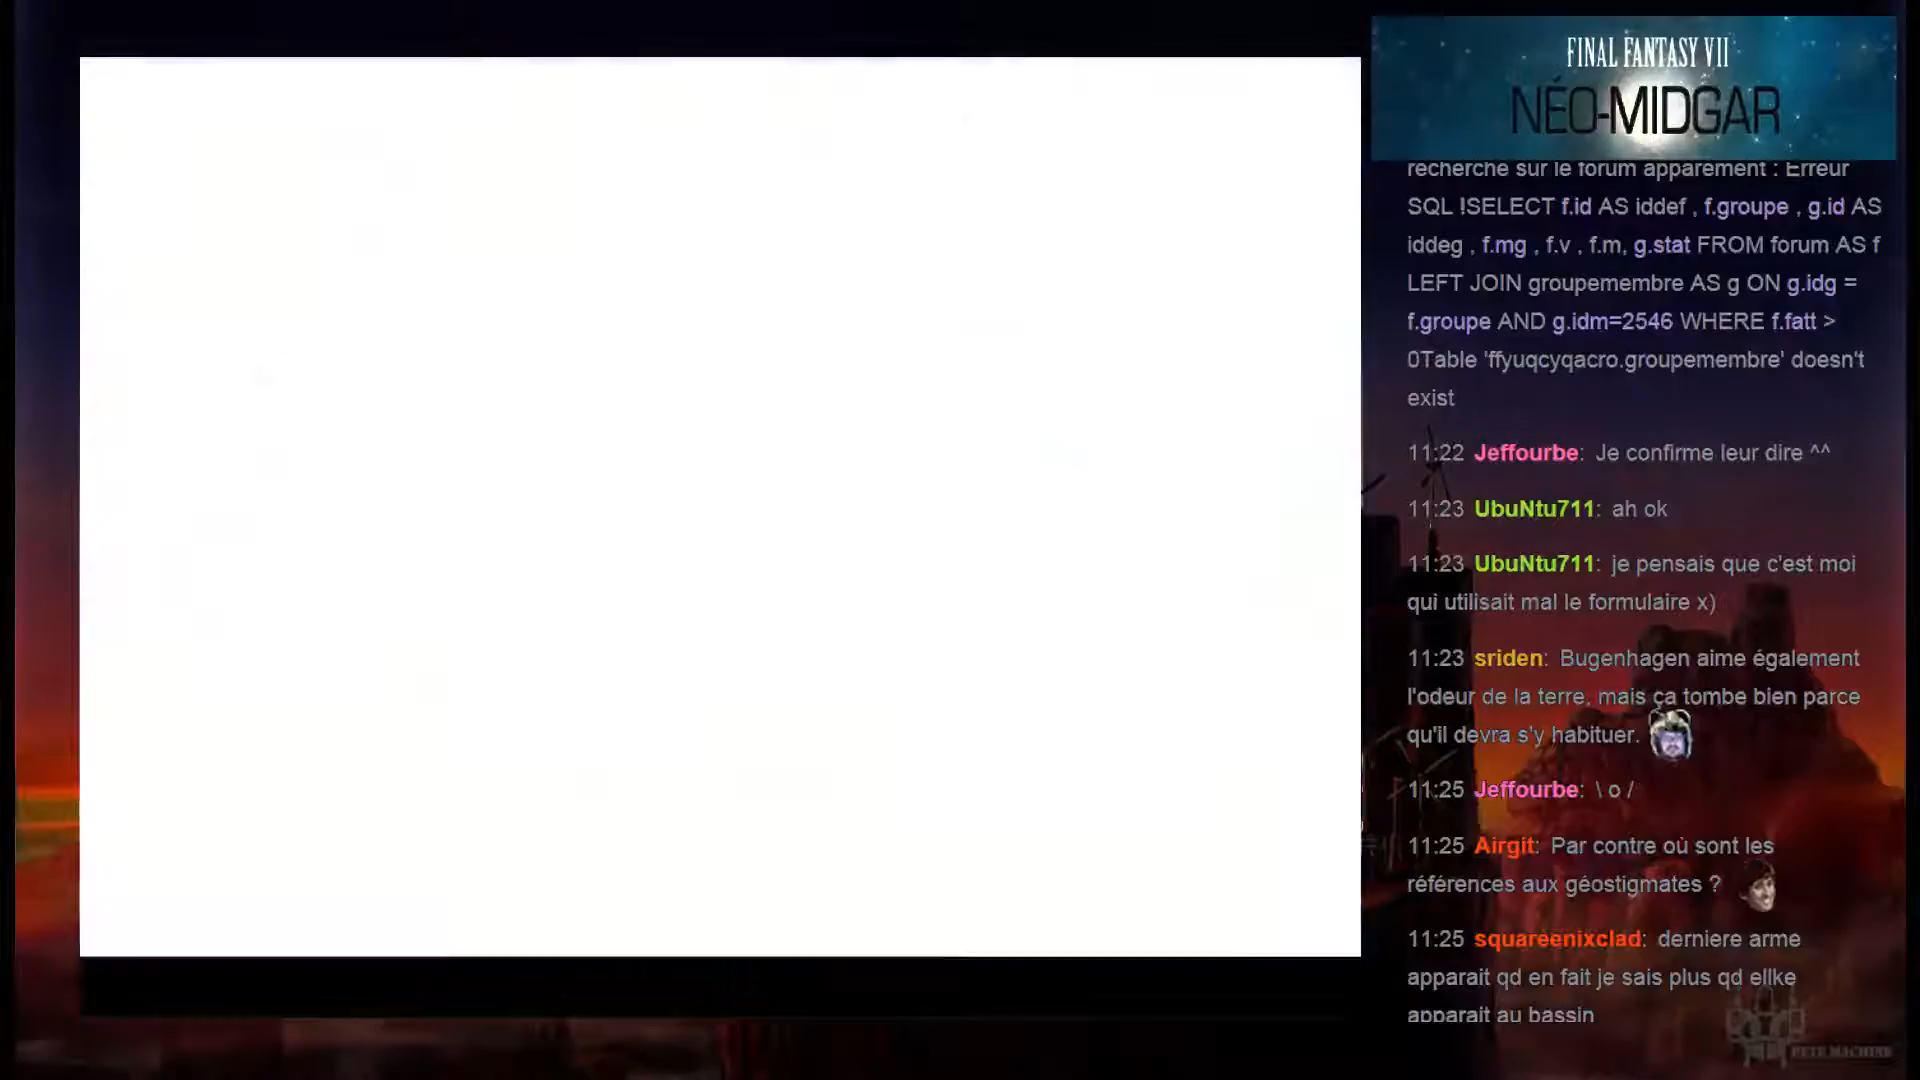 FINAL FANTASY VII
NÉO-MIDGAR
recherche sur le forum apparement : Erreur
SQL !SELECT f.id AS iddef , f.groupe , g.id AS
iddeg , f.mg , f.v , f.m, g.stat FROM forum AS f
LEFT JOIN groupemembre AS g ON g.idg =
f.groupe AND g.idm=2546 WHERE f.fatt >
0Table 'ffyuqcyqacro.groupemembre' doesn't
exist
11:22 Jeffourbe: Je confirme leur dire ^^
11:23 UbuNtu711: ah ok
11:23 UbuNtu711: je pensais que c'est moi
qui utilisait mal le formulaire x)
11:23 sriden: Bugenhagen aime également
l'odeur de la terre, mais ça tombe bien parce
qu'il devra s'y habituer.
11:25 Jeffourbe: \ o /
11:25 Airgit: Par contre où sont les
références aux géostigmates ?
11:25 squareenixclad: derniere arme
apparait qd en fait je sais plus qd ellke
apparait au bassin
PETE MACHINE